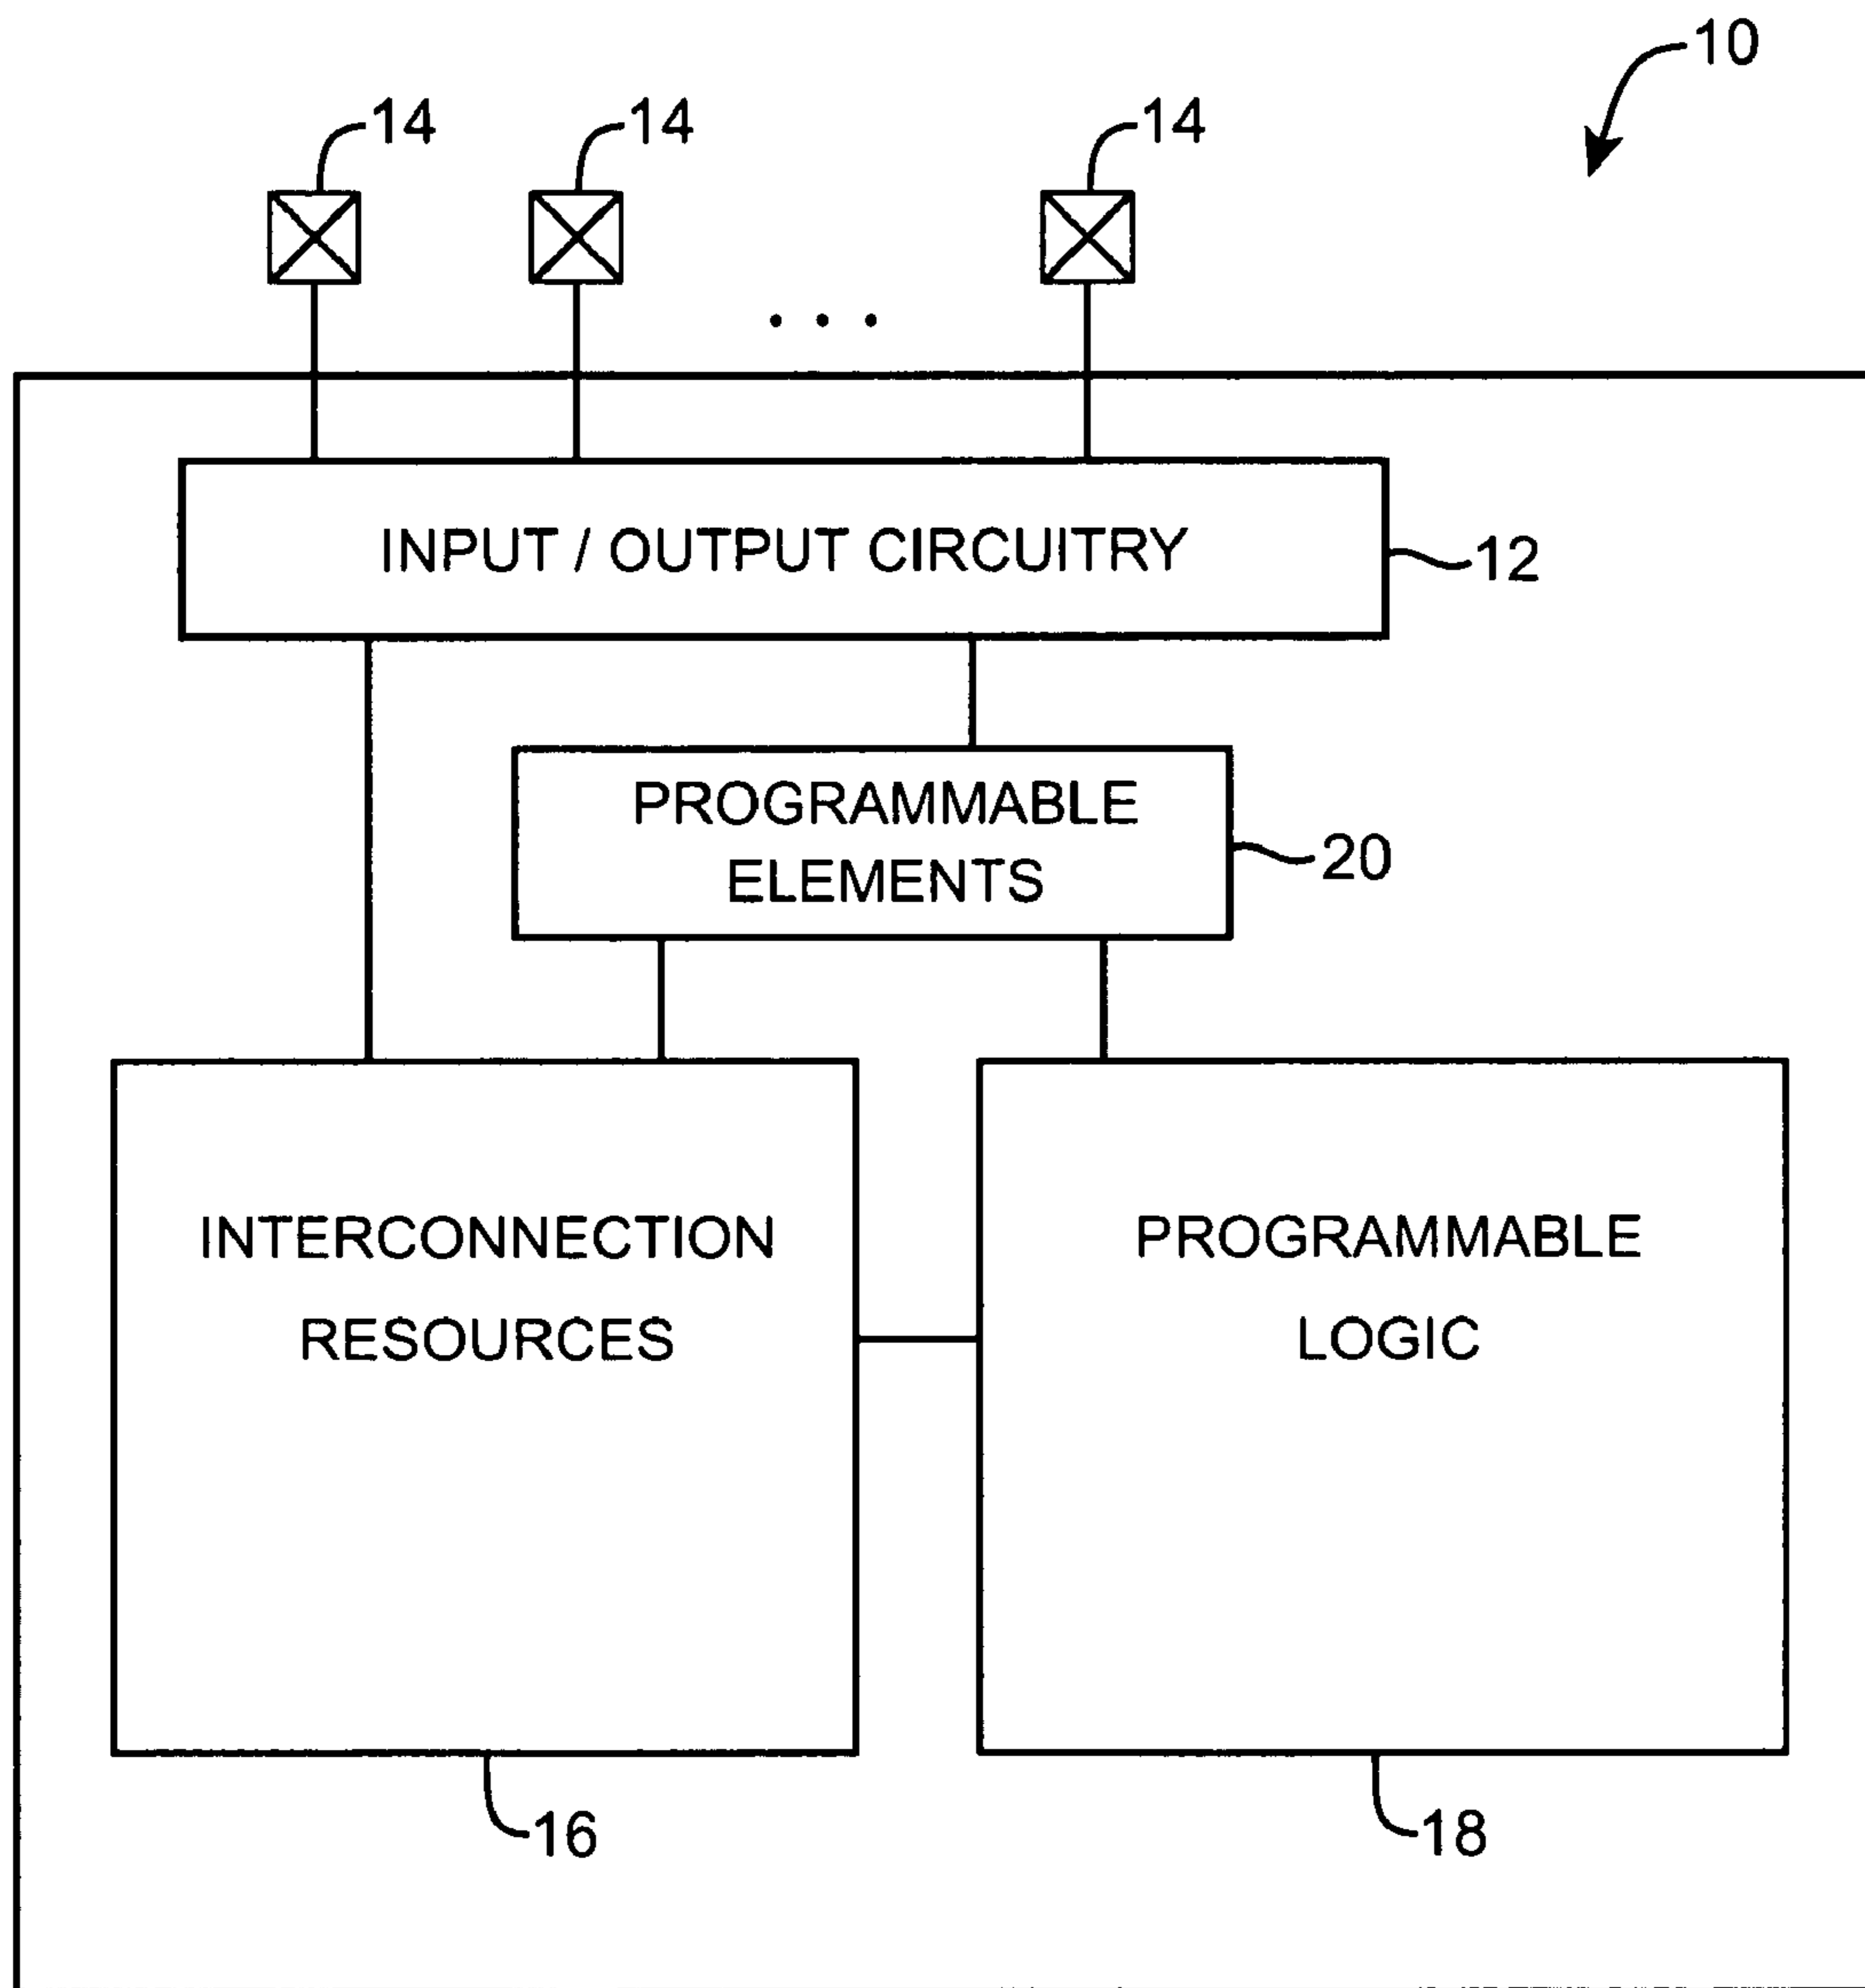 10
14
14
14
INPUT / OUTPUT CIRCUITRY
12
PROGRAMMABLE
ELEMENTS
20
INTERCONNECTION
RESOURCES
PROGRAMMABLE
LOGIC
16
18